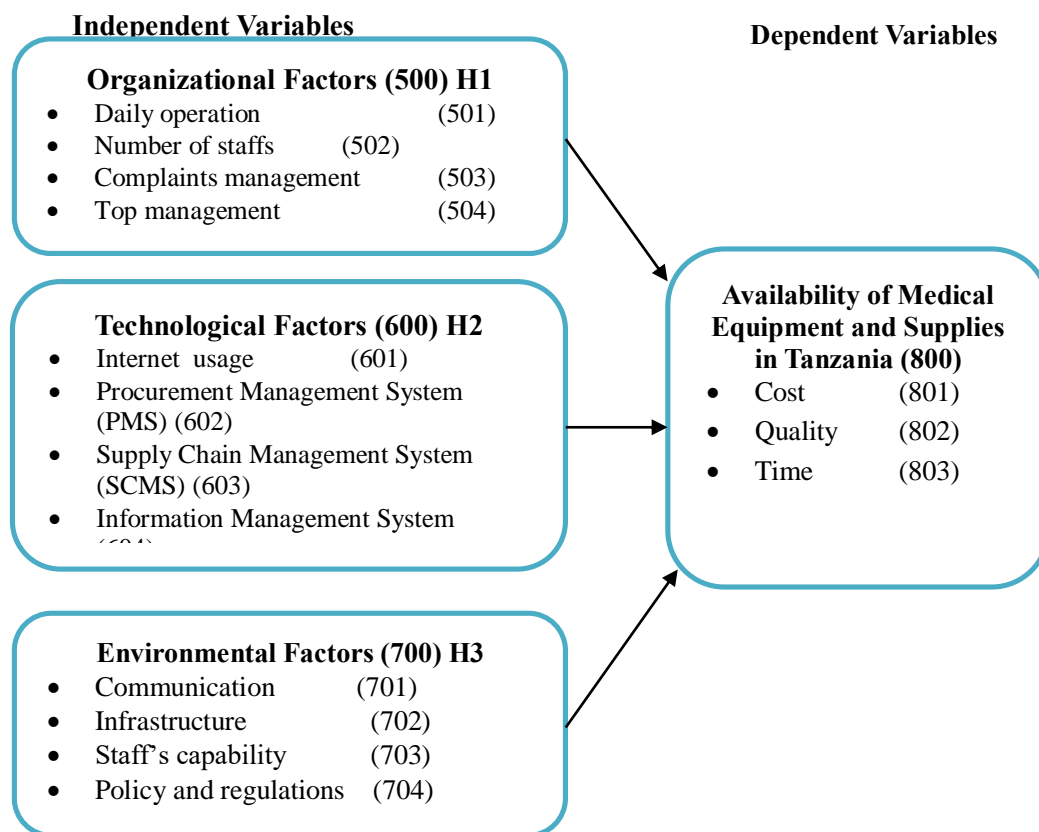 Independent Variables
Dependent Variables
Organizational Factors (500) H1
• Daily operation (501)
• Number of staffs (502)
• Complaints management (503)
• Top management (504)
Technological Factors (600) H2
• Internet usage (601)
• Procurement Management System
(PMS) (602)
• Supply Chain Management System
(SCMS) (603)
• Information Management System
Environmental Factors (700) H3
• Communication (701)
• Infrastructure (702)
• Staff's capability (703)
• Policy and regulations (704)
Availability of Medical
Equipment and Supplies
in Tanzania (800)
• Cost (801)
• Quality (802)
• Time (803)